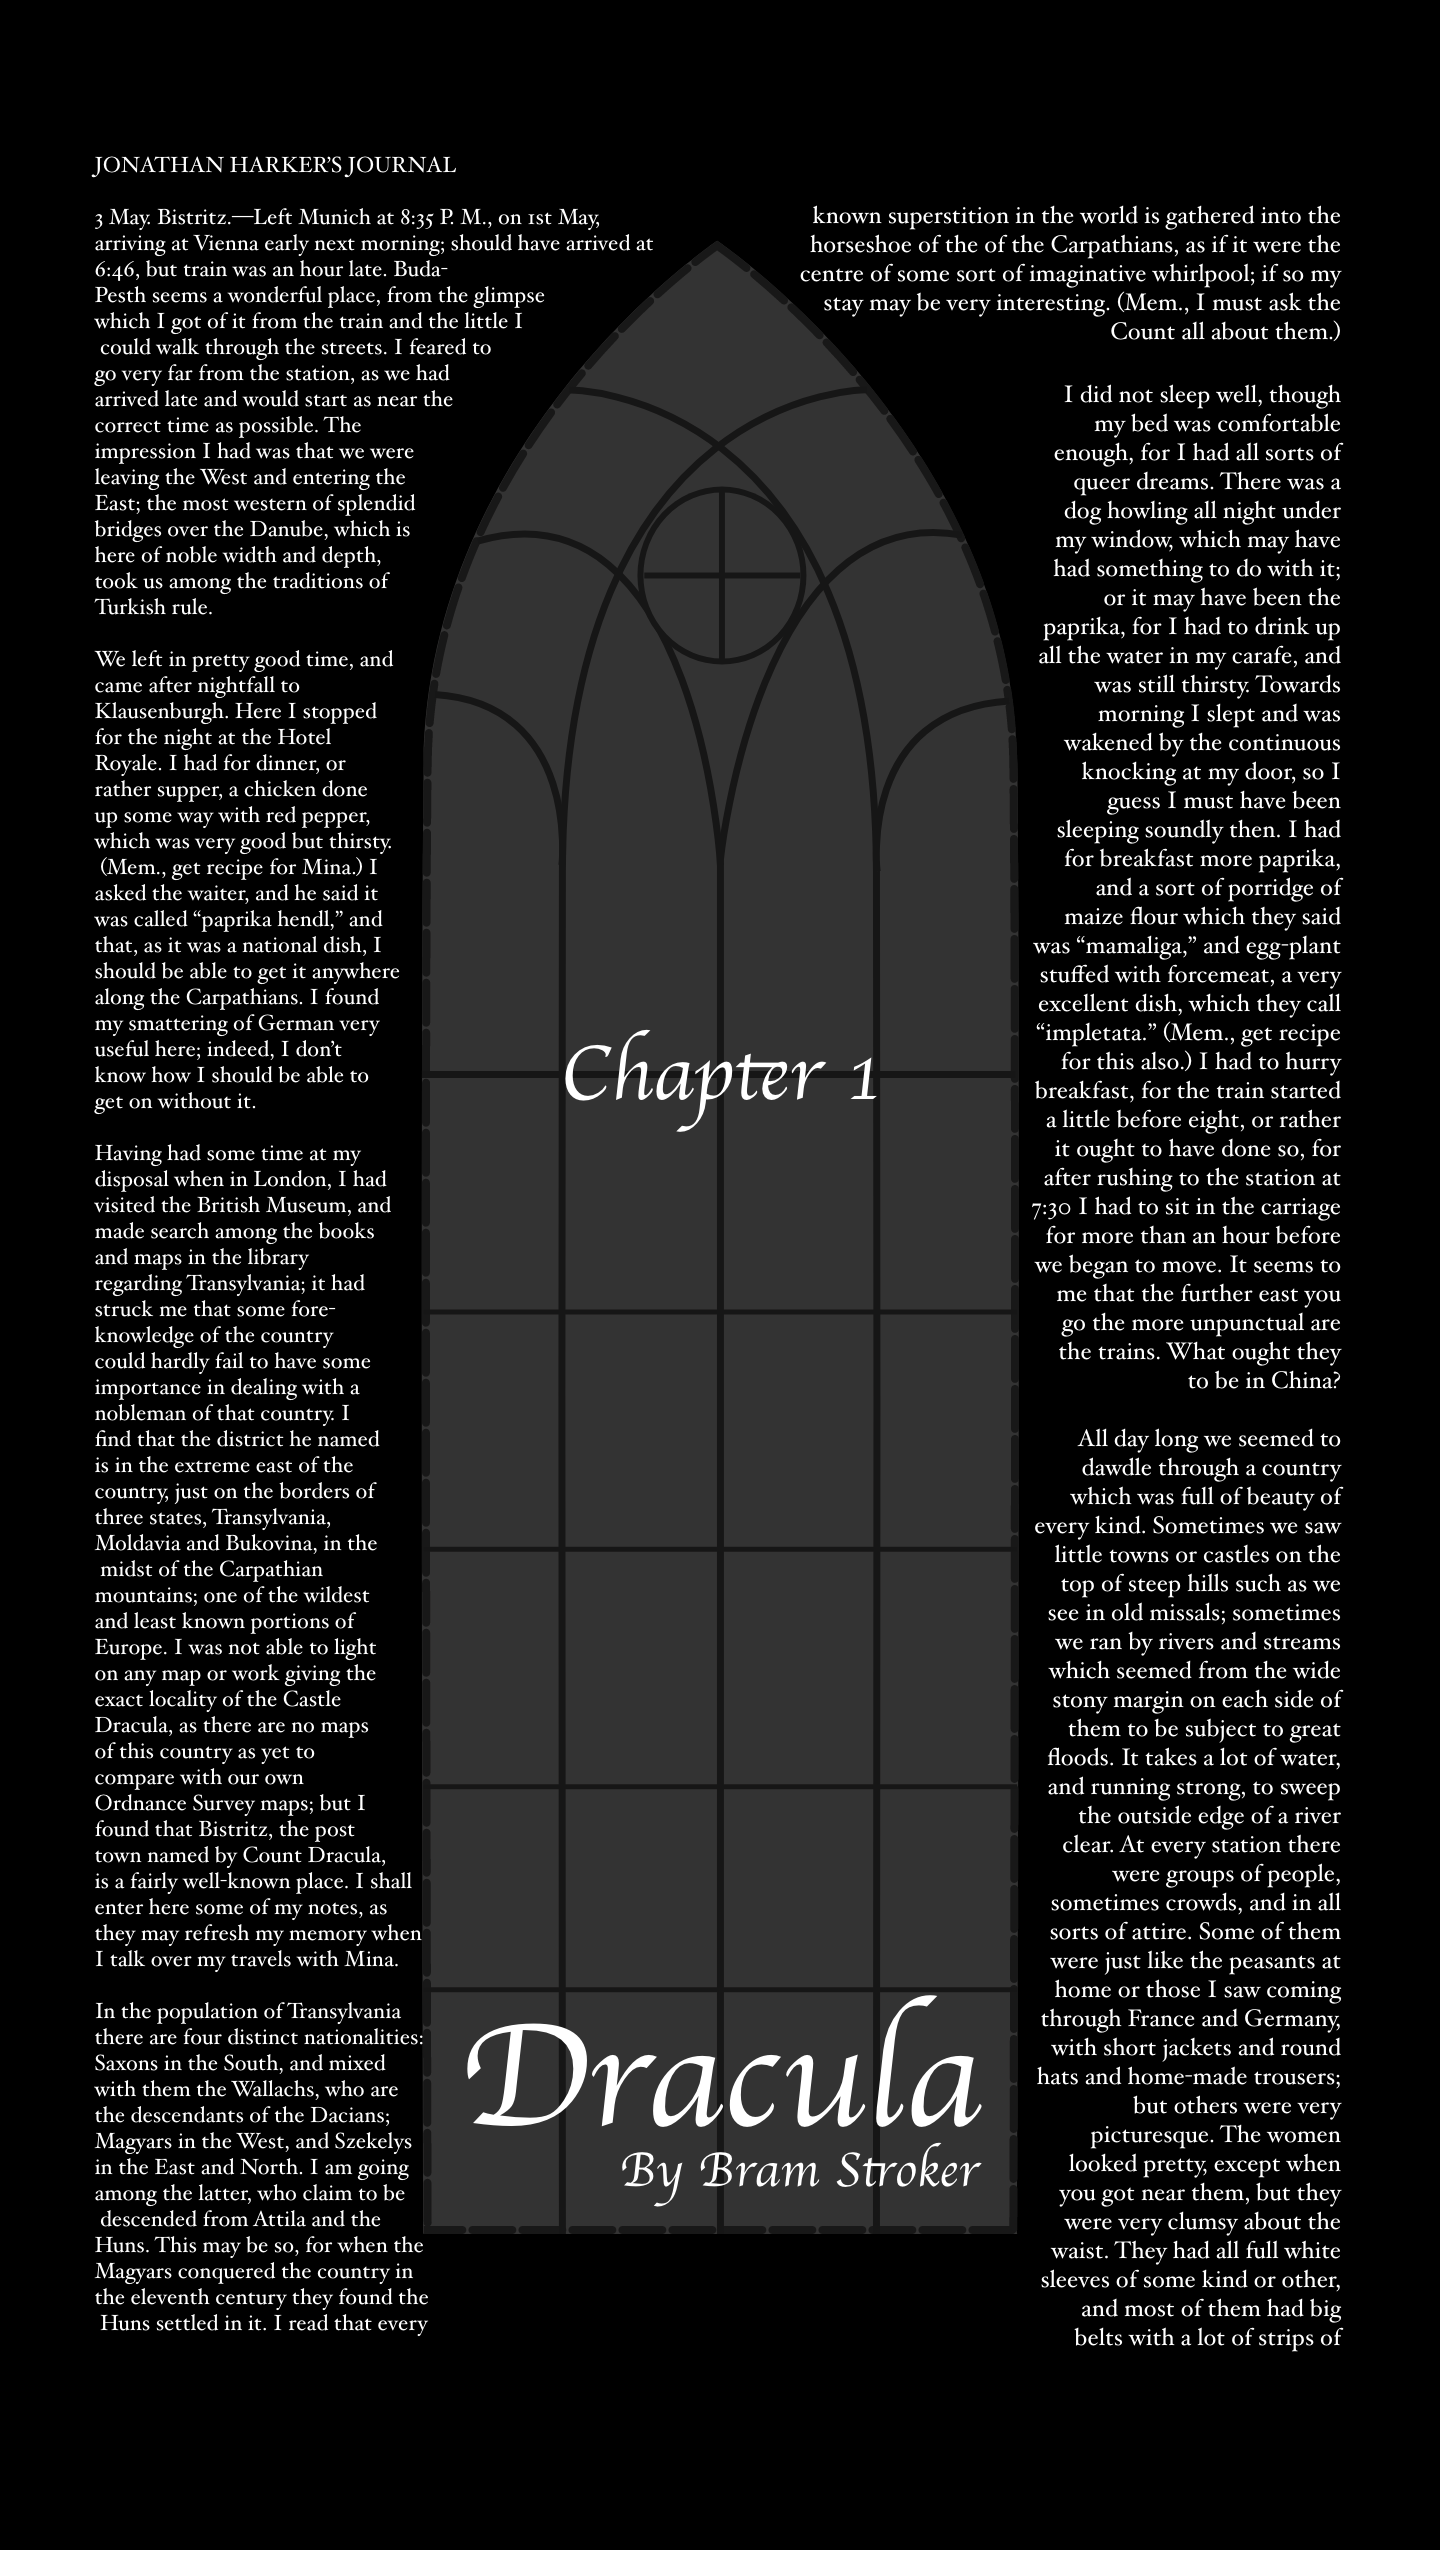 JONATHAN HARKER'S JOURNAL
3 May. Bistritz.—Left Munich at 8:35 P. M., on 1st May,
arriving at Vienna early next morning; should have arrived at
6:46, but train was an hour late. Buda-
Pesth seems a wonderful place, from the glimpse
which I got of it from the train and the little I
could walk through the streets. I feared to
go very far from the station, as we had
arrived late and would start as near the
correct time as possible. The
impression I had was that we were
leaving the West and entering the
East; the most western of splendid
bridges over the Danube, which is
here of noble width and depth,
took us among the traditions of
Turkish rule.
We left in pretty good time, and
came after nightfall to
Klausenburgh. Here I stopped
for the night at the Hotel
Royale. I had for dinner, or
rather supper, a chicken done
up some way with red pepper,
which was very good but thirsty.
(Mem., get recipe for Mina.) I
asked the waiter, and he said it
was called “paprika hendl,” and
that, as it was a national dish, I
should be able to get it anywhere
along the Carpathians. I found
my smattering of German very
useful here; indeed, I don’t
know how I should be able to
get on without it.
Having had some time at my
disposal when in London, I had
visited the British Museum, and
made search among the books
and maps in the library
regarding Transylvania; it had
struck me that some fore-
knowledge of the country
could hardly fail to have some
importance in dealing with a
nobleman of that country. I
find that the district he named
is in the extreme east of the
country, just on the borders of
three states, Transylvania,
Moldavia and Bukovina, in the
midst of the Carpathian
mountains; one of the wildest
and least known portions of
Europe. I was not able to light
on any map or work giving the
exact locality of the Castle
Dracula, as there are no maps
of this country as yet to
compare with our own
Ordnance Survey maps; but I
found that Bistritz, the post
town named by Count Dracula,
is a fairly well-known place. I shall
enter here some of my notes, as
they may refresh my memory when
I talk over my travels with Mina.
In the population of Transylvania
there are four distinct nationalities:
Saxons in the South, and mixed
with them the Wallachs, who are
the descendants of the Dacians;
Magyars in the West, and Szekelys
in the East and North. I am going
among the latter, who claim to be
descended from Attila and the
Huns. This may be so, for when the
Magyars conquered the country in
the eleventh century they found the
Huns settled in it. I read that every
Chapter 1
Dracula
By Bram Stroker
known superstition in the world is gathered into the
horseshoe of the of the Carpathians, as if it were the
centre of some sort of imaginative whirlpool; if so my
stay may be very interesting. (Mem., I must ask the
Count all about them.)
I did not sleep well, though
my bed was comfortable
enough, for I had all sorts of
queer dreams. There was a
dog howling all night under
my window, which may have
had something to do with it;
or it may have been the
paprika, for I had to drink up
all the water in my carafe, and
was still thirsty. Towards
morning I slept and was
wakened by the continuous
knocking at my door, so I
guess I must have been
sleeping soundly then. I had
for breakfast more paprika,
and a sort of porridge of
maize flour which they said
was “mamaliga,” and egg-plant
stuffed with forcemeat, a very
excellent dish, which they call
“impletata.” (Mem., get recipe
for this also.) I had to hurry
breakfast, for the train started
a little before eight, or rather
it ought to have done so, for
after rushing to the station at
7:30 I had to sit in the carriage
for more than an hour before
we began to move. It seems to
me that the further east you
go the more unpunctual are
the trains. What ought they
to be in China?
All day long we seemed to
dawdle through a country
which was full of beauty of
every kind. Sometimes we saw
little towns or castles on the
top of steep hills such as we
see in old missals; sometimes
we ran by rivers and streams
which seemed from the wide
stony margin on each side of
them to be subject to great
floods. It takes a lot of water,
and running strong, to sweep
the outside edge of a river
clear. At every station there
were groups of people,
sometimes crowds, and in all
sorts of attire. Some of them
were just like the peasants at
home or those I saw coming
through France and Germany,
with short jackets and round
hats and home-made trousers;
but others were very
picturesque. The women
looked pretty, except when
you got near them, but they
were very clumsy about the
waist. They had all full white
sleeves of some kind or other,
and most of them had big
belts with a lot of strips of